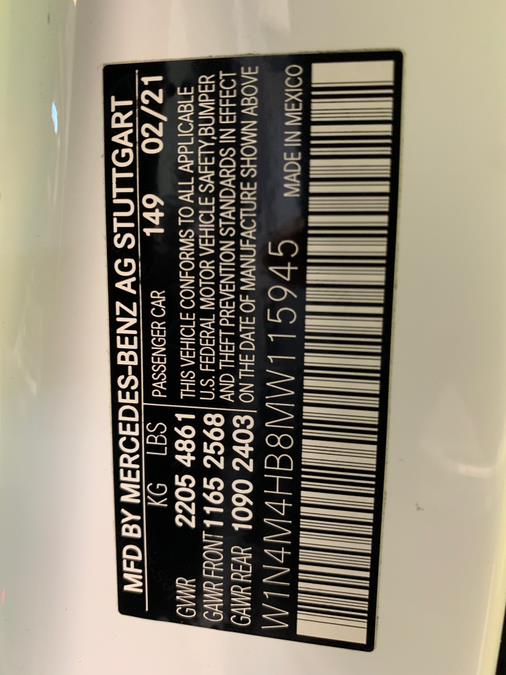 MFD BY MERCEDES-BENZ AG STUTTGART
KG LBS PASSENGER CAR 149 02/21
GVWR 2205 4861 THIS VEHICLE CONFORMS TO ALL APPLICABLE
GAWR FRONT 1165 2568 U.S. FEDERAL MOTOR VEHICLE SAFETY,BUMPER
AND THEFT PREVENTION STANDARDS IN EFFECT
GAWR REAR 1090 2403 ON THE DATE OF MANUFACTURE SHOWN ABOVE
W1N4M4HB8MW115945 MADE IN MEXICO